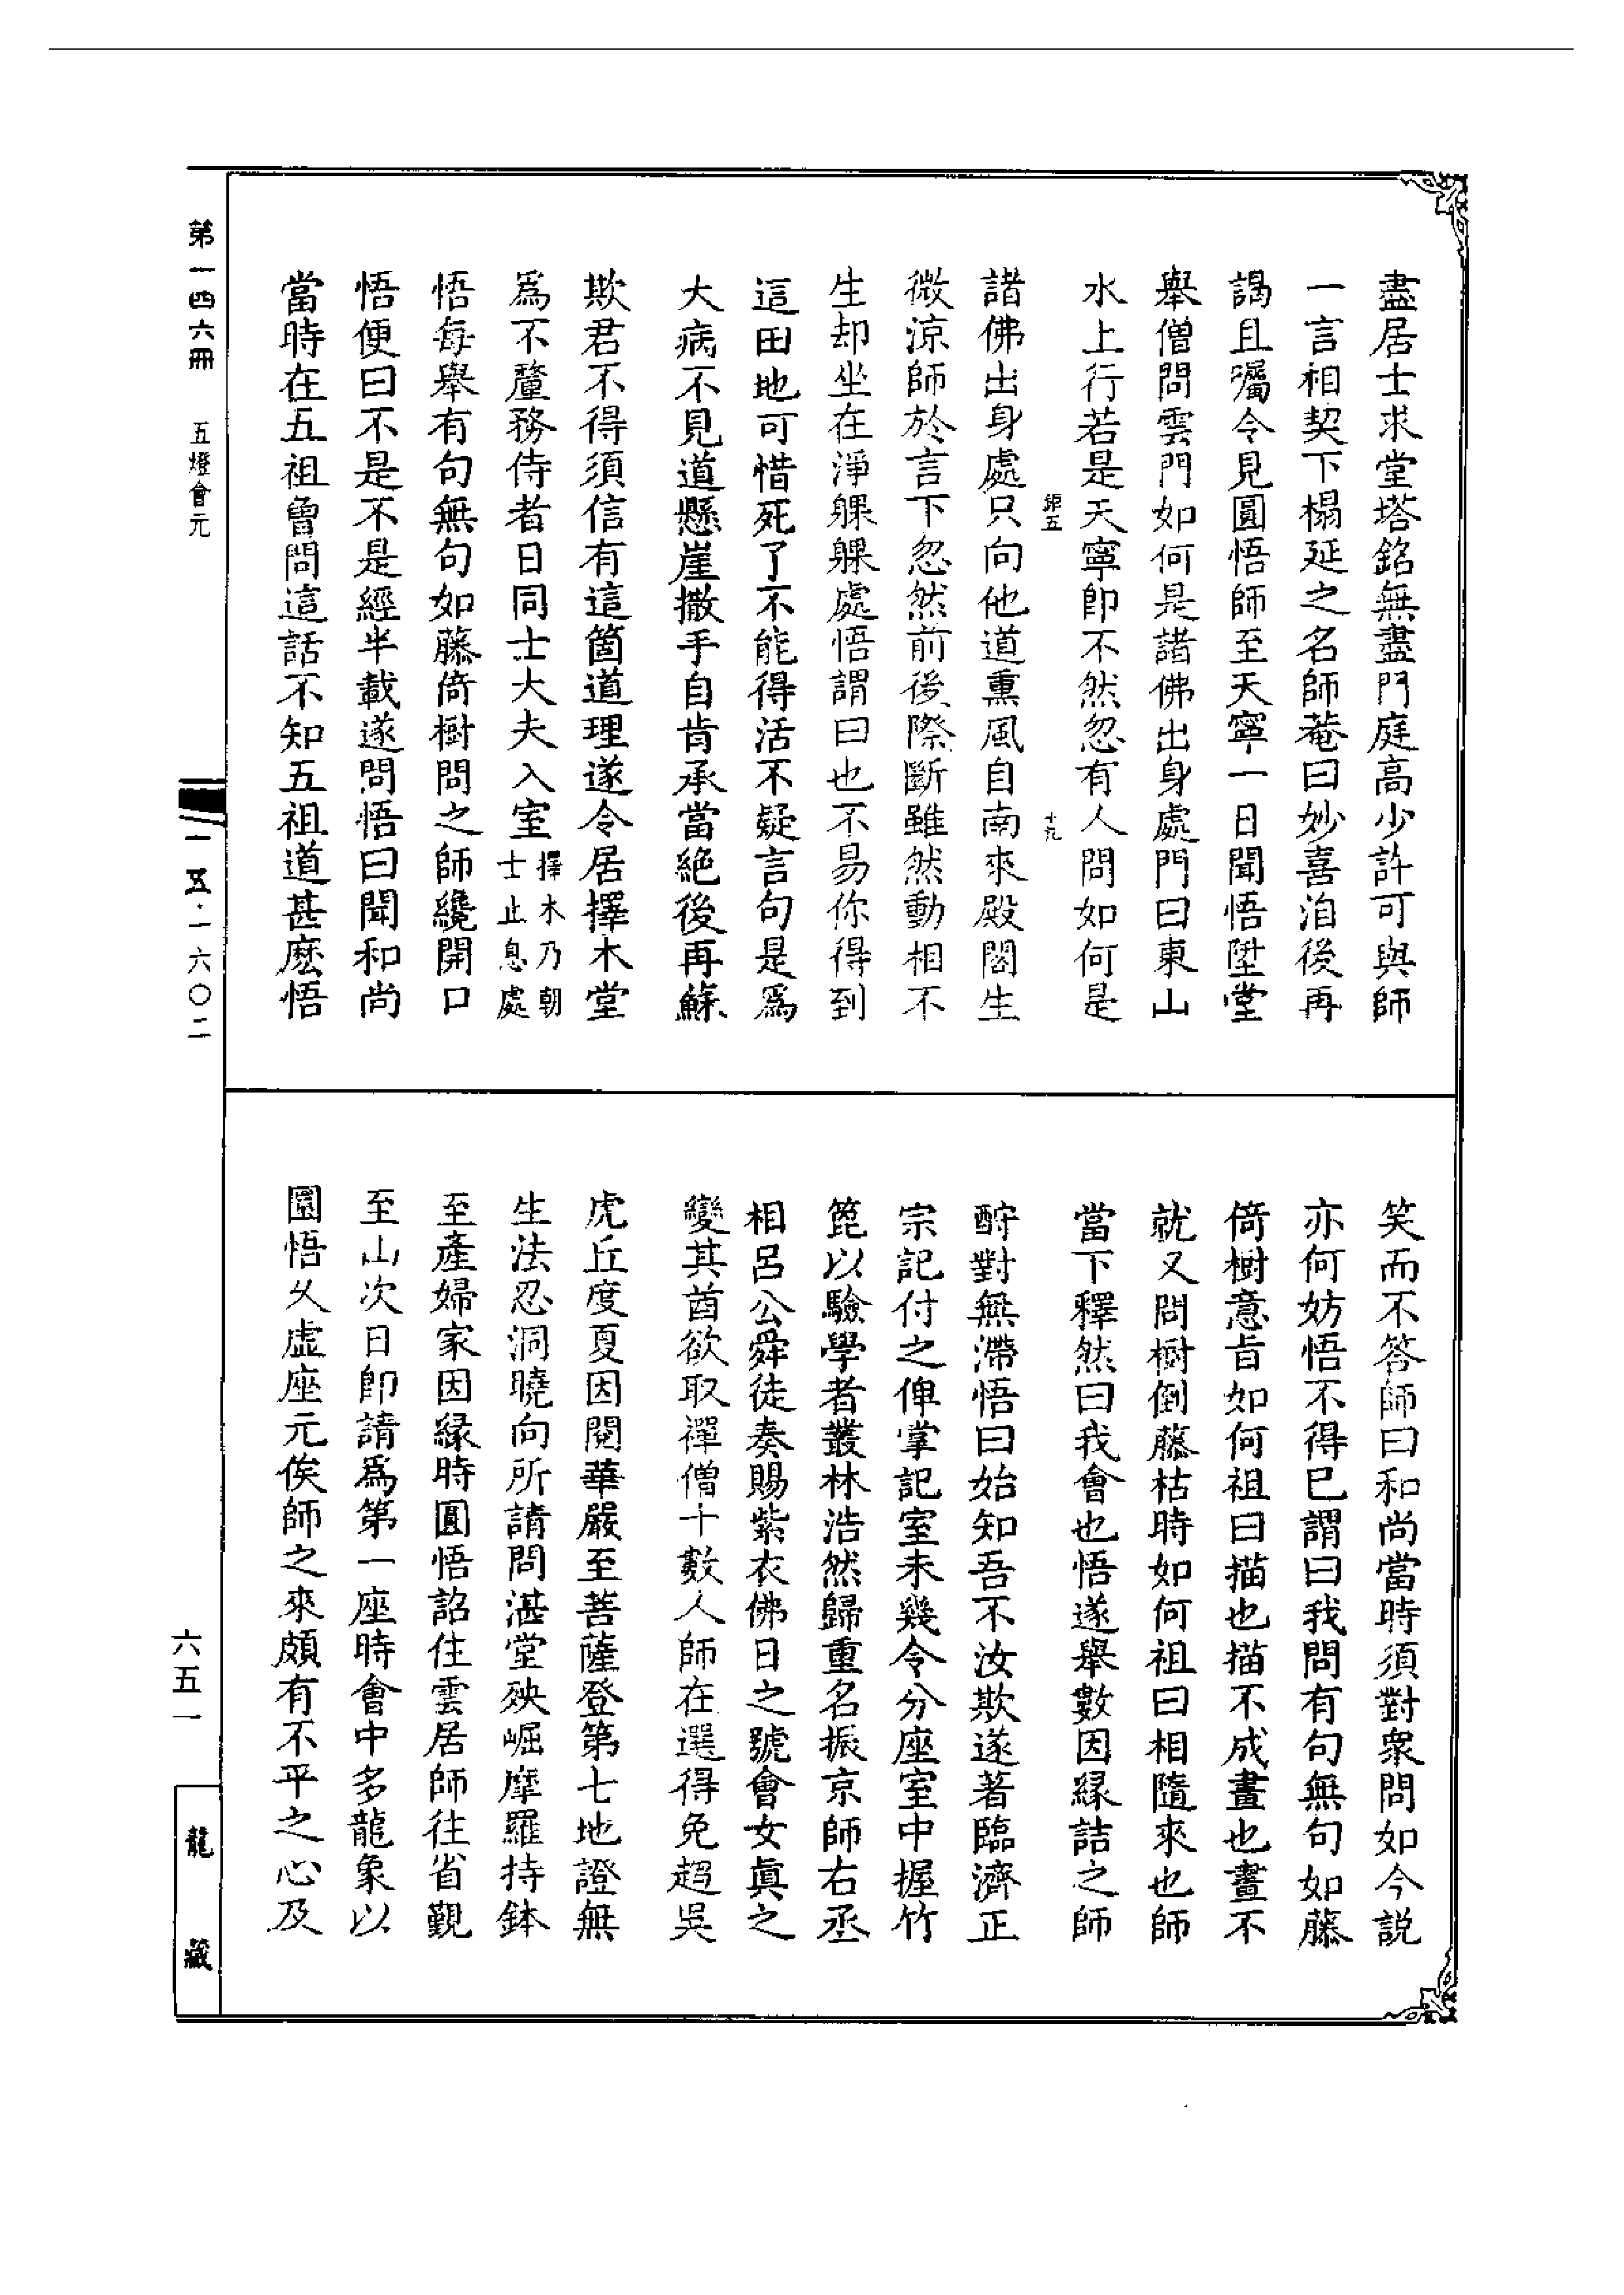 盡居士求堂塔銘無盡門庭高少許可與師
一言相契下榻延之名師菴曰妙喜洎後再
謁且囑令見圓悟師至天寧一日聞悟陞堂
舉僧問雲門如何是諸佛出身處門曰東山
水上行若是天寧即不然忽有人問如何是
十九
諸佛出身處只向他道熏風自南來殿閣生
微涼師於言下忽然前後際斷雖然動相不
生却坐在淨躶躶處悟謂曰也不易你得到
這田地可惜死了不能得活不疑言句是為
大病不見道懸崖撒手自肯承當絶後再蘇
欺君不得須信有這箇道理遂令居擇木堂
為不釐務侍者日同士大夫入室擇木乃朝士止息處
悟每舉有句無句如藤倚樹問之師纔開口
悟便曰不是不是經半載遂問悟曰聞和尚
當時在五祖曾問這話不知五祖道甚麽悟
笑而不答師曰和尚當時須對衆問如今説
亦何妨悟不得巳謂曰我問有句無句如藤
倚樹意旨如何祖曰描也描不成畫也畫不
就又問樹倒藤枯時如何祖曰相隨來也師
當下釋然曰我會也悟遂舉數因緣詰之師
酧對無滯悟曰始知吾不汝欺遂著臨濟正
宗記付之俾掌記室未幾令分座室中握竹
篦以驗學者叢林浩然歸重名振京師右丞
相呂公舜徒奏賜紫衣佛日之號會女真之
變其酋欲取禪僧十數人師在選得免趨吳
虎丘度夏因閱華嚴至菩薩登第七地證無
生法忍洞曉向所請問湛堂殃崛摩羅持鉢
至產婦家因緣時圓悟詔住雲居師往省覲
至山次日即請為第一座時會中多龍象以
圜悟久虛座元俟師之來頗有不平之心及
第一四六冊　五燈會元
一五·一六〇二
六五一
龍藏